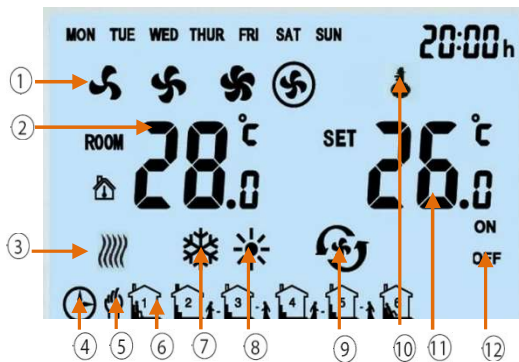 MON TUE WED THUR FRI SAT SUN 20:00h
①
② ROOM 28.0 °C SET 26.0 °C
③ ON
OFF
1 2 3 4 5 6
④ ⑤ ⑥ ⑦ ⑧ ⑨ ⑩ ⑪ ⑫